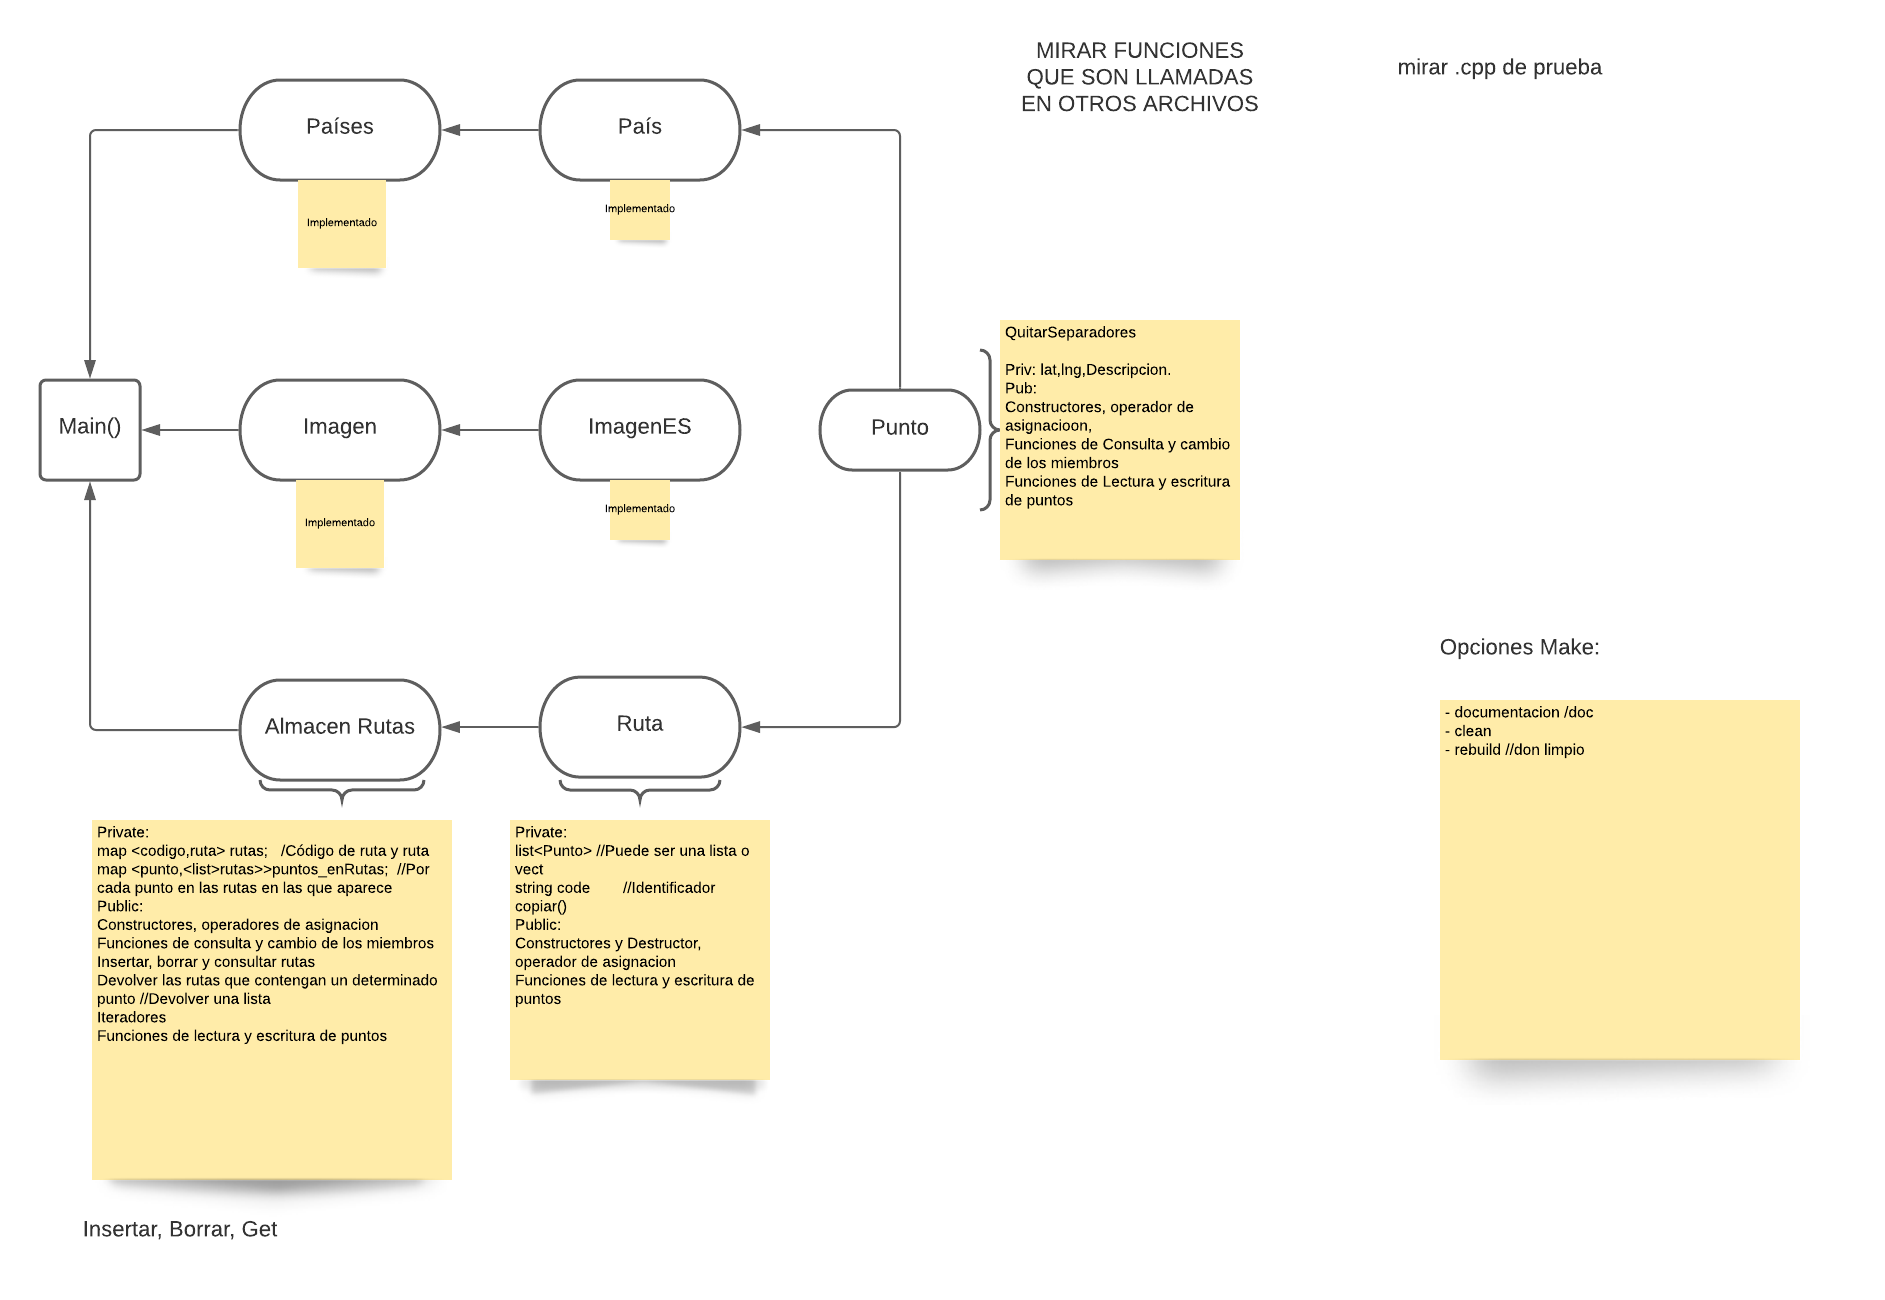 MIRAR FUNCIONES
QUE SON LLAMADAS
EN OTROS ARCHIVOS
mirar .cpp de prueba
Países
País
Implementado
Implementado
Main()
Imagen
ImagenES
Punto
Implementado
Implementado
QuitarSeparadores
Priv: lat,lng,Descripcion.
Pub:
Constructores, operador de
asignacioon,
Funciones de Consulta y cambio
de los miembros
Funciones de Lectura y escritura
de puntos
Almacen Rutas
Ruta
Opciones Make:
- documentacion /doc
- clean
- rebuild //don limpio
Private:
map <codigo,ruta> rutas;   /Código de ruta y ruta
map <punto,<list>rutas>>puntos_enRutas;  //Por
cada punto en las rutas en las que aparece
Public:
Constructores, operadores de asignacion
Funciones de consulta y cambio de los miembros
Insertar, borrar y consultar rutas
Devolver las rutas que contengan un determinado
punto //Devolver una lista
Iteradores
Funciones de lectura y escritura de puntos
Private:
list<Punto> //Puede ser una lista o
vect
string code        //Identificador
copiar()
Public:
Constructores y Destructor,
operador de asignacion
Funciones de lectura y escritura de
puntos
Insertar, Borrar, Get